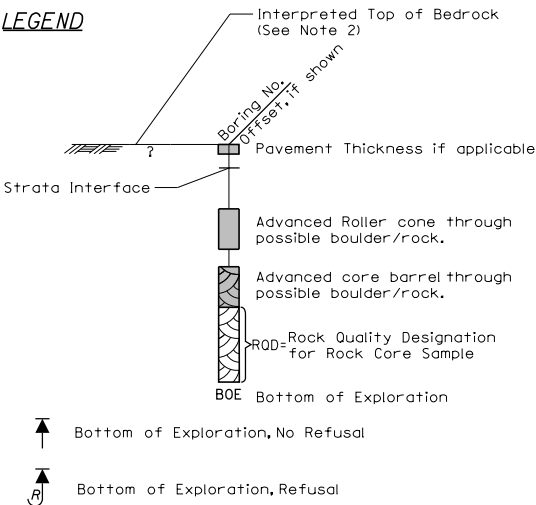 LEGEND
Interpreted Top of Bedrock
(See Note 2)
Boring No.
Offset, if shown
?
Pavement Thickness if applicable
Strata Interface
Advanced Roller cone through
possible boulder/rock.
Advanced core barrel through
possible boulder/rock.
RQD=Rock Quality Designation
for Rock Core Sample
BOE Bottom of Exploration
Bottom of Exploration, No Refusal
R Bottom of Exploration, Refusal